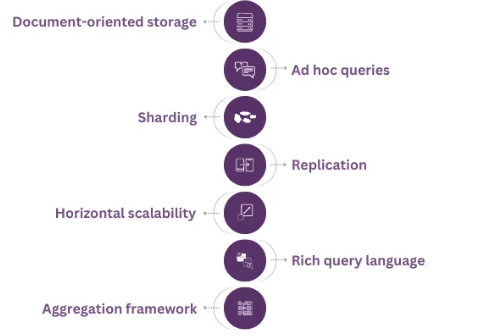 Document-oriented storage
Ad hoc queries
Sharding
Replication
Horizontal scalability
Rich query language
Aggregation framework